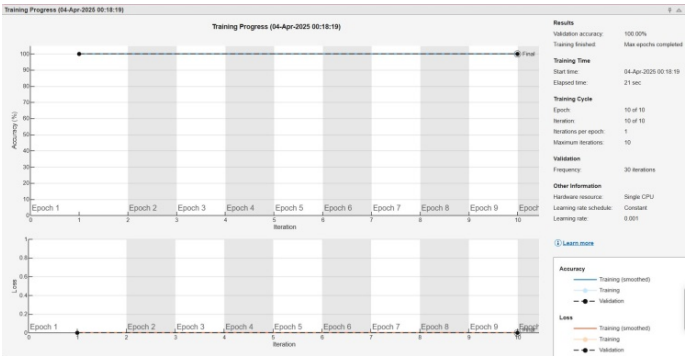 Training Progress (04-Apr-2025 00:18:19)
Training Progress (04-Apr-2025 00:18:19)
100
90
80
70
60
50
40
30
20
10
0
Accuracy (%)
Final
Epoch 1 Epoch 2 Epoch 3 Epoch 4 Epoch 5 Epoch 6 Epoch 7 Epoch 8 Epoch 9 Epoch
0 1 2 3 4 5 6 7 8 9 10
Iteration
1
0.8
0.6
0.4
0.2
0
Loss
Epoch 1 Epoch 2 Epoch 3 Epoch 4 Epoch 5 Epoch 6 Epoch 7 Epoch 8 Epoch 9 Epoch
Final
0 1 2 3 4 5 6 7 8 9 10
Iteration
Results
Validation accuracy: 100.00%
Training finished: Max epochs completed
Training Time
Start time: 04-Apr-2025 00:18:19
Elapsed time: 21 sec
Training Cycle
Epoch: 10 of 10
Iteration: 10 of 10
Iterations per epoch: 1
Maximum iterations: 10
Validation
Frequency: 30 iterations
Other Information
Hardware resource: Single CPU
Learning rate schedule: Constant
Learning rate: 0.001
Learn more
Accuracy
Training (smoothed)
Training
Validation
Loss
Training (smoothed)
Training
Validation